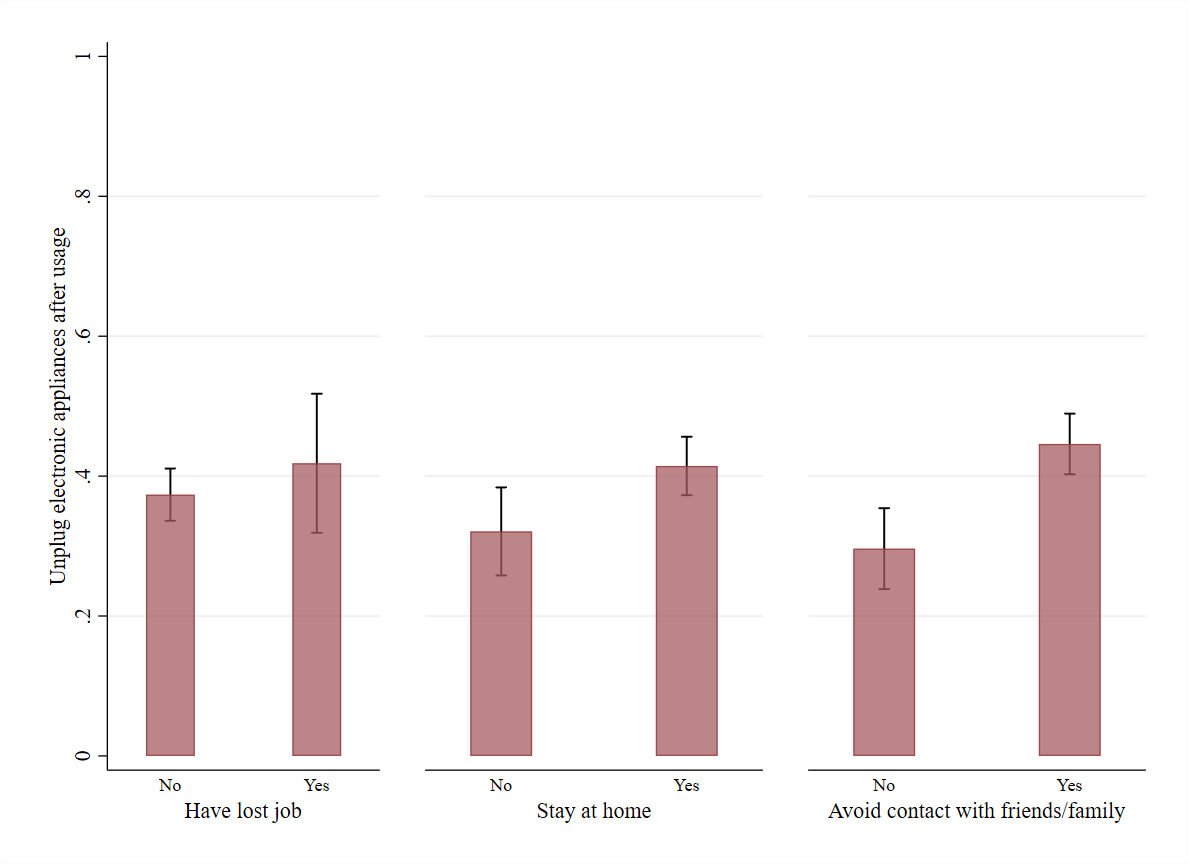 Unplug electronic appliances after usage
1
.8
.6
.4
.2
0
No Yes
Have lost job
No Yes
Stay at home
No Yes
Avoid contact with friends/family